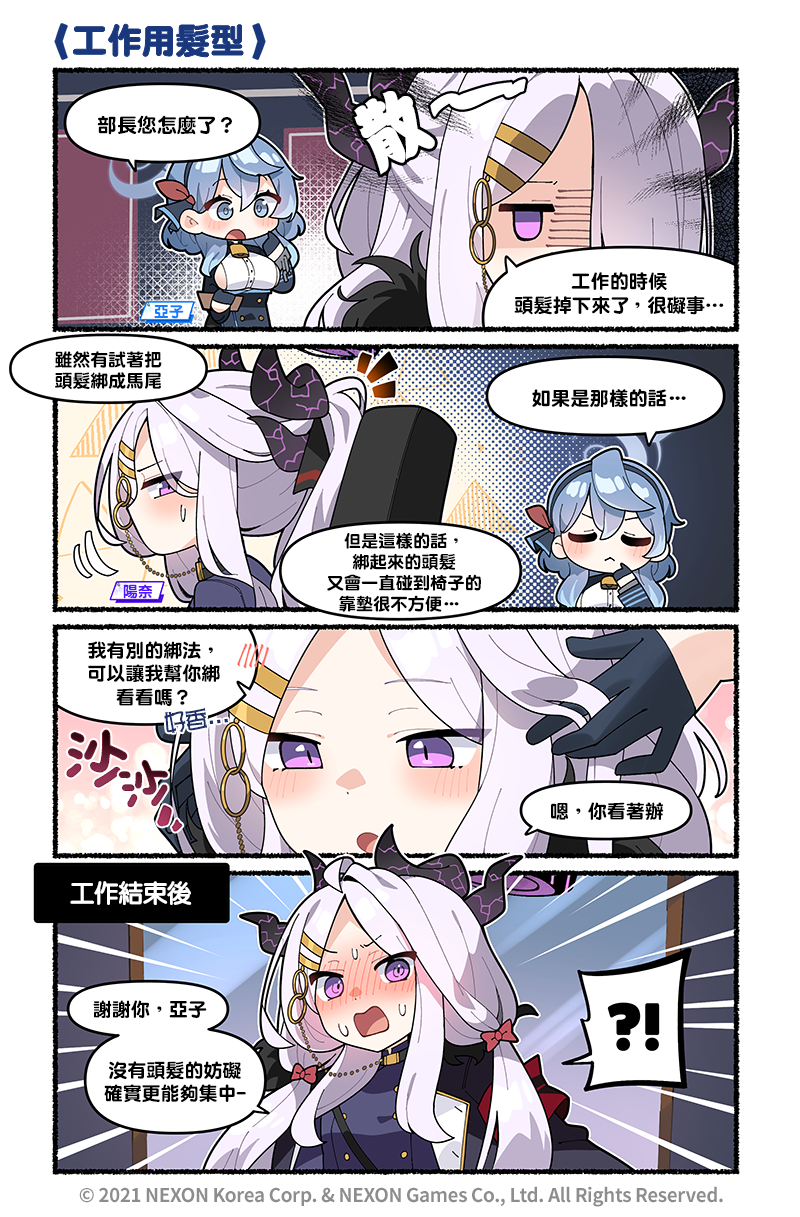 《工作用髮型》
部長您怎麼了？
散～
亞子
工作的時候
頭髮掉下來了，很礙事…
雖然有試著把
頭髮綁成馬尾
如果是那樣的話…
但是這樣的話，
綁起來的頭髮
又會一直碰到椅子的
靠墊很不方便…
陽奈
我有別的綁法，
可以讓我幫你綁
看看嗎？
好香…
沙沙
嗯，你看著辦
工作結束後
謝謝你，亞子
沒有頭髮的妨礙
確實更能夠集中-
?!
© 2021 NEXON Korea Corp. & NEXON Games Co., Ltd. All Rights Reserved.